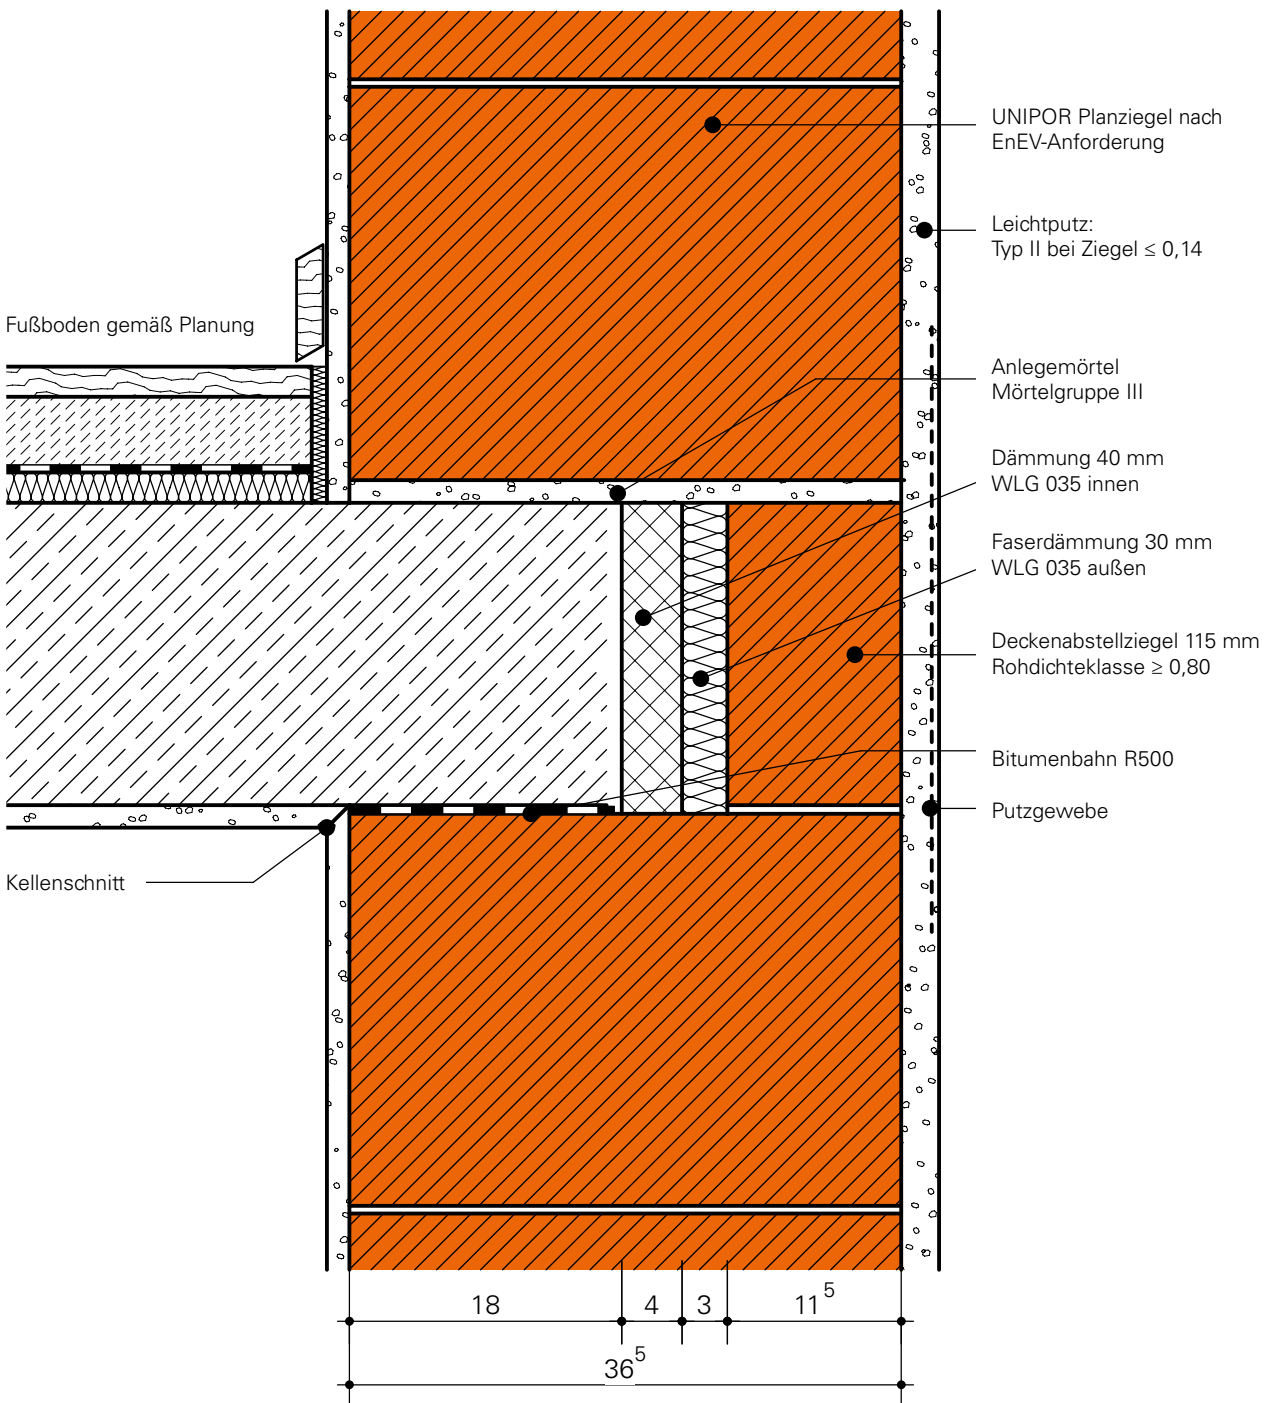 UNIPOR Planziegel nach
EnEV-Anforderung
Leichtputz:
Typ II bei Ziegel ≤ 0,14
Fußboden gemäß Planung
Anlegemörtel
Mörtelgruppe III
Dämmung 40 mm
WLG 035 innen
Faserdämmung 30 mm
WLG 035 außen
Deckenabstellziegel 115 mm
Rohdichteklasse ≥ 0,80
Bitumenbahn R500
Putzgewebe
Kellenschnitt
18 4 3 11⁵
36⁵